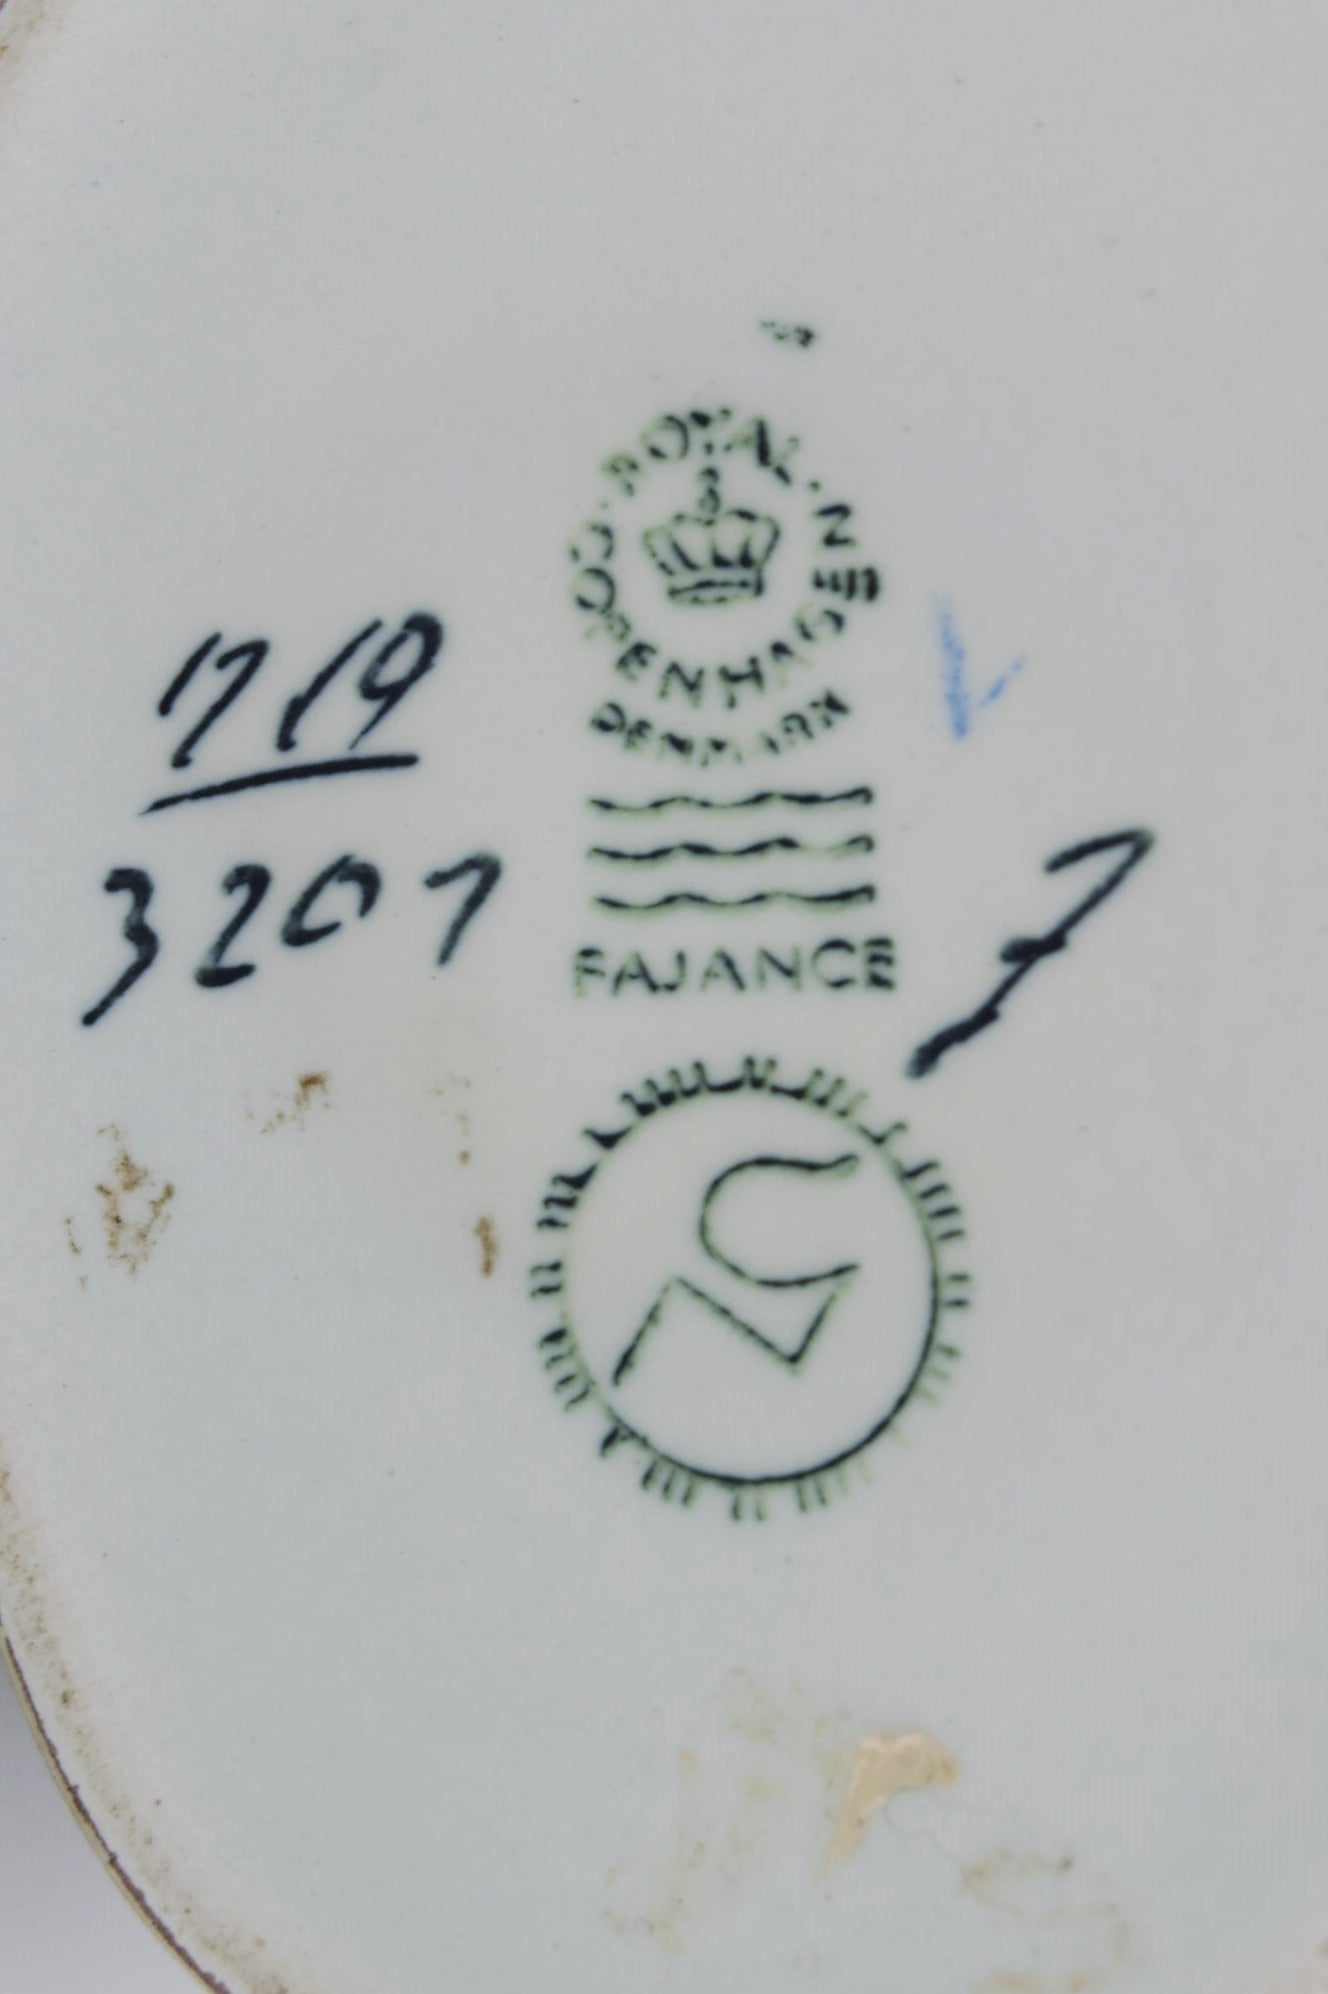 ROYAL
COPENHAGEN
DENMARK
FAJANCE
719
3207